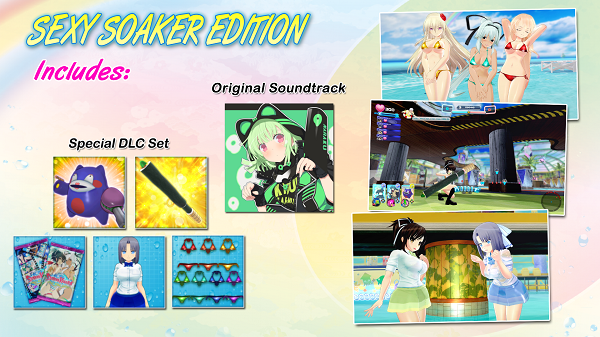 SEXY SOAKER EDITION
Includes:
Original Soundtrack
Special DLC Set